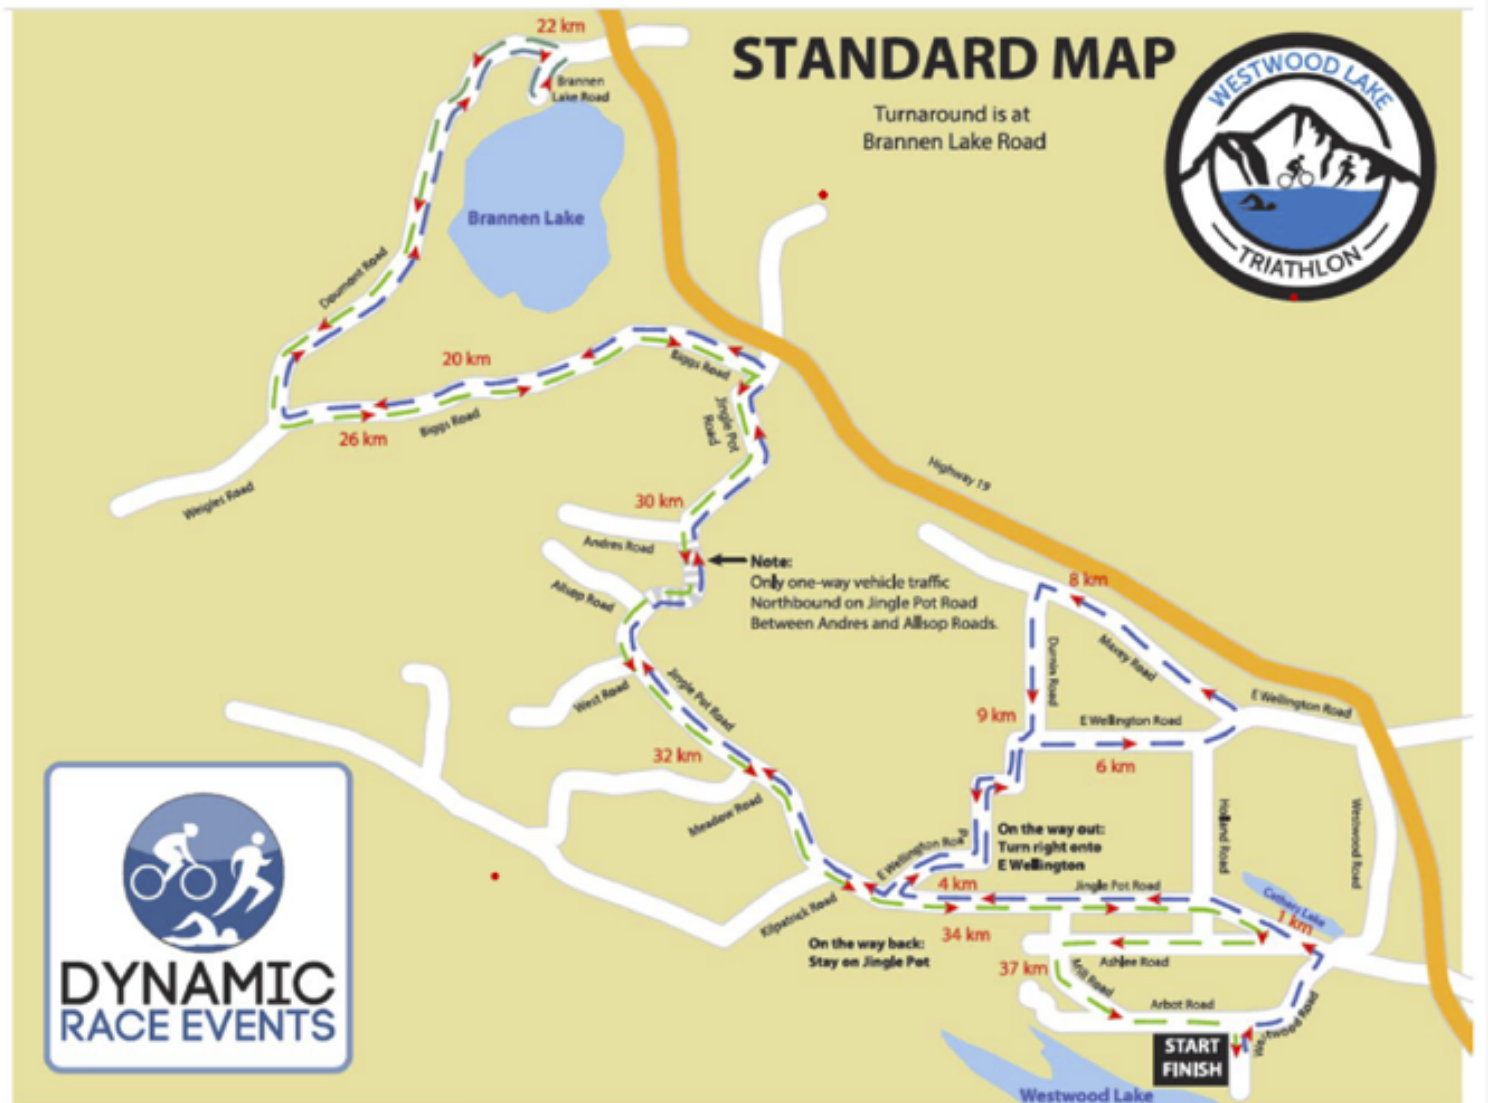 22 km
STANDARD MAP
Turnaround is at
Brannen Lake Road
WESTWOOD LAKE
TRIATHLON
Brannen
Lake Road
Brannen Lake
Doumont Road
20 km
Biggs Road
Biggs Road
26 km
Jingle Pot
Road
Weigles Road
Highway 19
30 km
Andres Road
Allsop Road
Note:
Only one-way vehicle traffic
Northbound on Jingle Pot Road
Between Andres and Allsop Roads.
8 km
Maxey Road
Durnin Road
E Wellington Road
West Road
Jingle Pot Road
9 km
E Wellington Road
6 km
32 km
Meadow Road
Holland Road
Westwood Road
E Wellington Road
On the way out:
Turn right onto
E Wellington
4 km
Jingle Pot Road
Cathers Lake
1 km
Kilpatrick Road
34 km
On the way back:
Stay on Jingle Pot
37 km
Ashlee Road
Mill Road
Arbot Road
Westwood Road
START
FINISH
Westwood Lake
DYNAMIC
RACE EVENTS